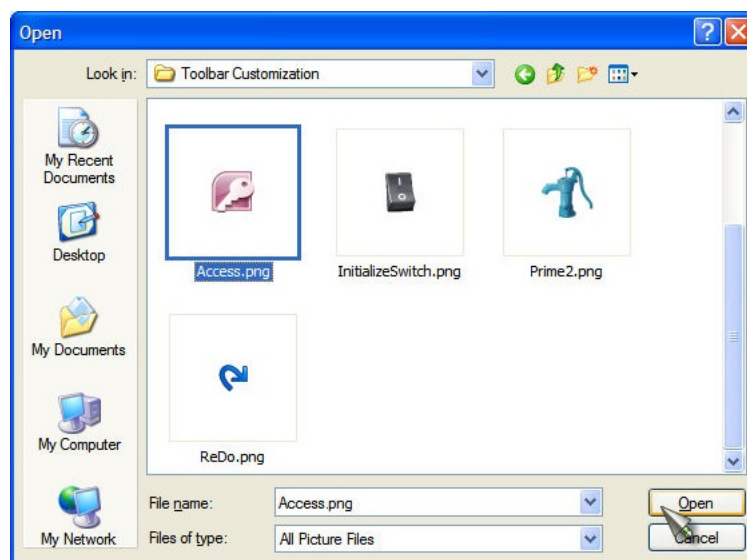 Open
Look in:
Toolbar Customization
My Recent
Documents
Desktop
My Documents
My Computer
My Network
Access.png
InitializeSwitch.png
Prime2.png
ReDo.png
File name:
Access.png
Open
Files of type:
All Picture Files
Cancel